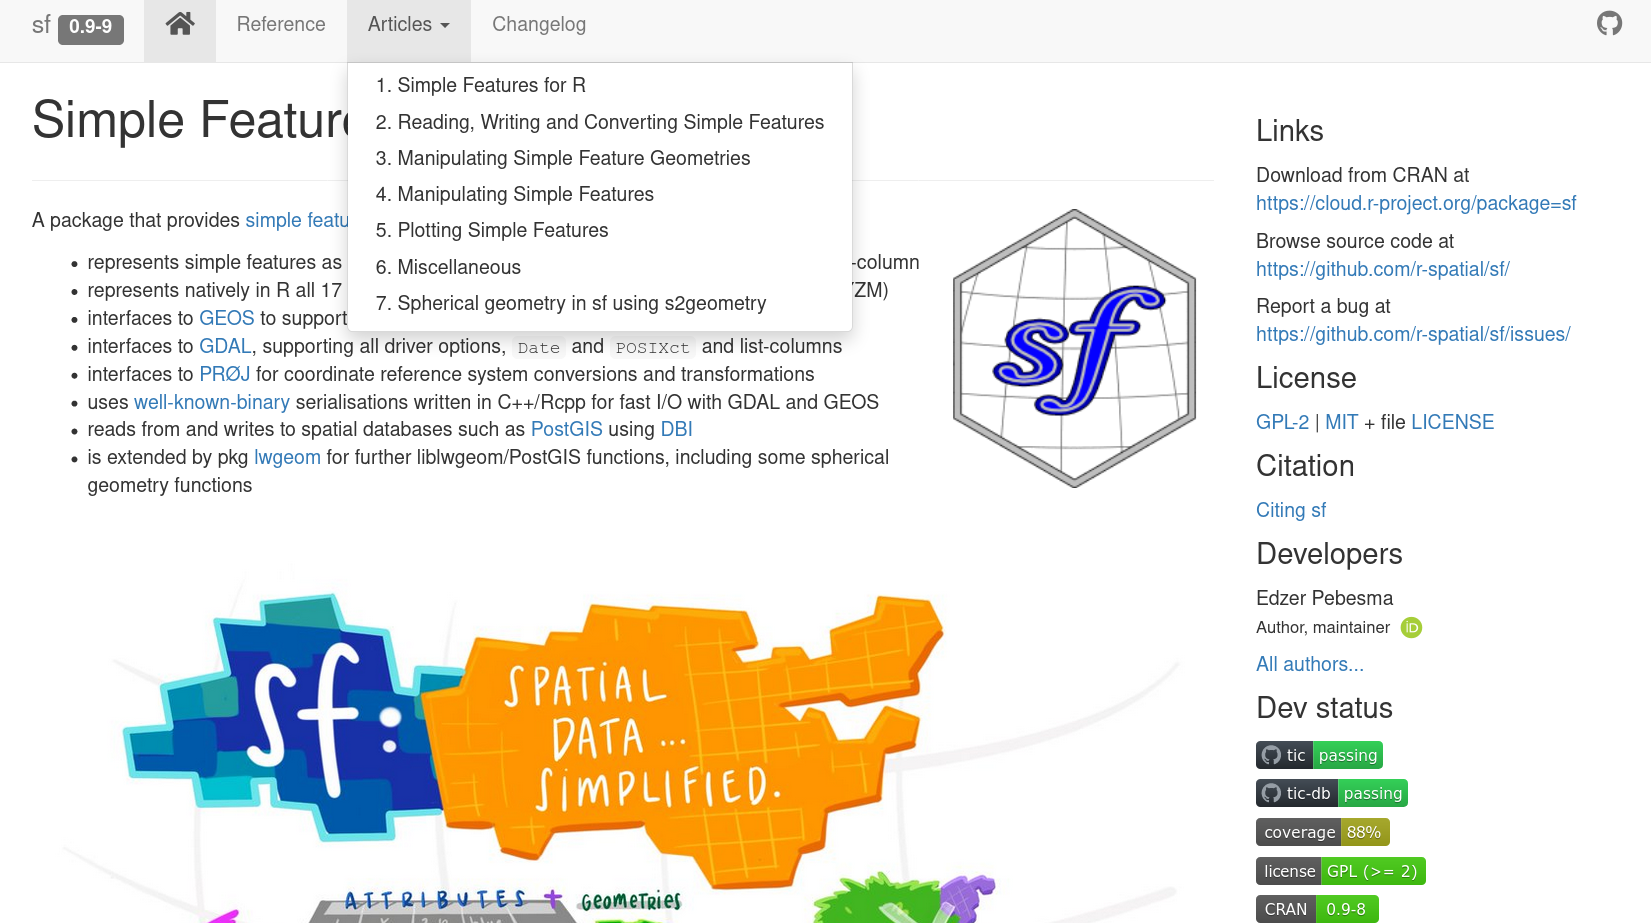 sf 0.9-9 Reference Articles Changelog
1. Simple Features for R
2. Reading, Writing and Converting Simple Features
3. Manipulating Simple Feature Geometries
4. Manipulating Simple Features
5. Plotting Simple Features
6. Miscellaneous
7. Spherical geometry in sf using s2geometry
Simple
A package that provides simple
represents simple features as -column
represents natively in R all 17 YZM)
interfaces to GEOS to support
interfaces to GDAL, supporting all driver options, Date and POSIXct and list-columns
interfaces to PRØJ for coordinate reference system conversions and transformations
uses well-known-binary serialisations written in C++/Rcpp for fast I/O with GDAL and GEOS
reads from and writes to spatial databases such as PostGIS using DBI
is extended by pkg lwgeom for further liblwgeom/PostGIS functions, including some spherical
geometry functions
sf
sf:
SPATIAL
DATA ...
SIMPLIFIED.
ATTRIBUTES + GEOMETRIES
Links
Download from CRAN at
https://cloud.r-project.org/package=sf
Browse source code at
https://github.com/r-spatial/sf/
Report a bug at
https://github.com/r-spatial/sf/issues/
License
GPL-2 | MIT + file LICENSE
Citation
Citing sf
Developers
Edzer Pebesma
Author, maintainer iD
All authors...
Dev status
tic passing
tic-db passing
coverage 88%
license GPL (>= 2)
CRAN 0.9-8